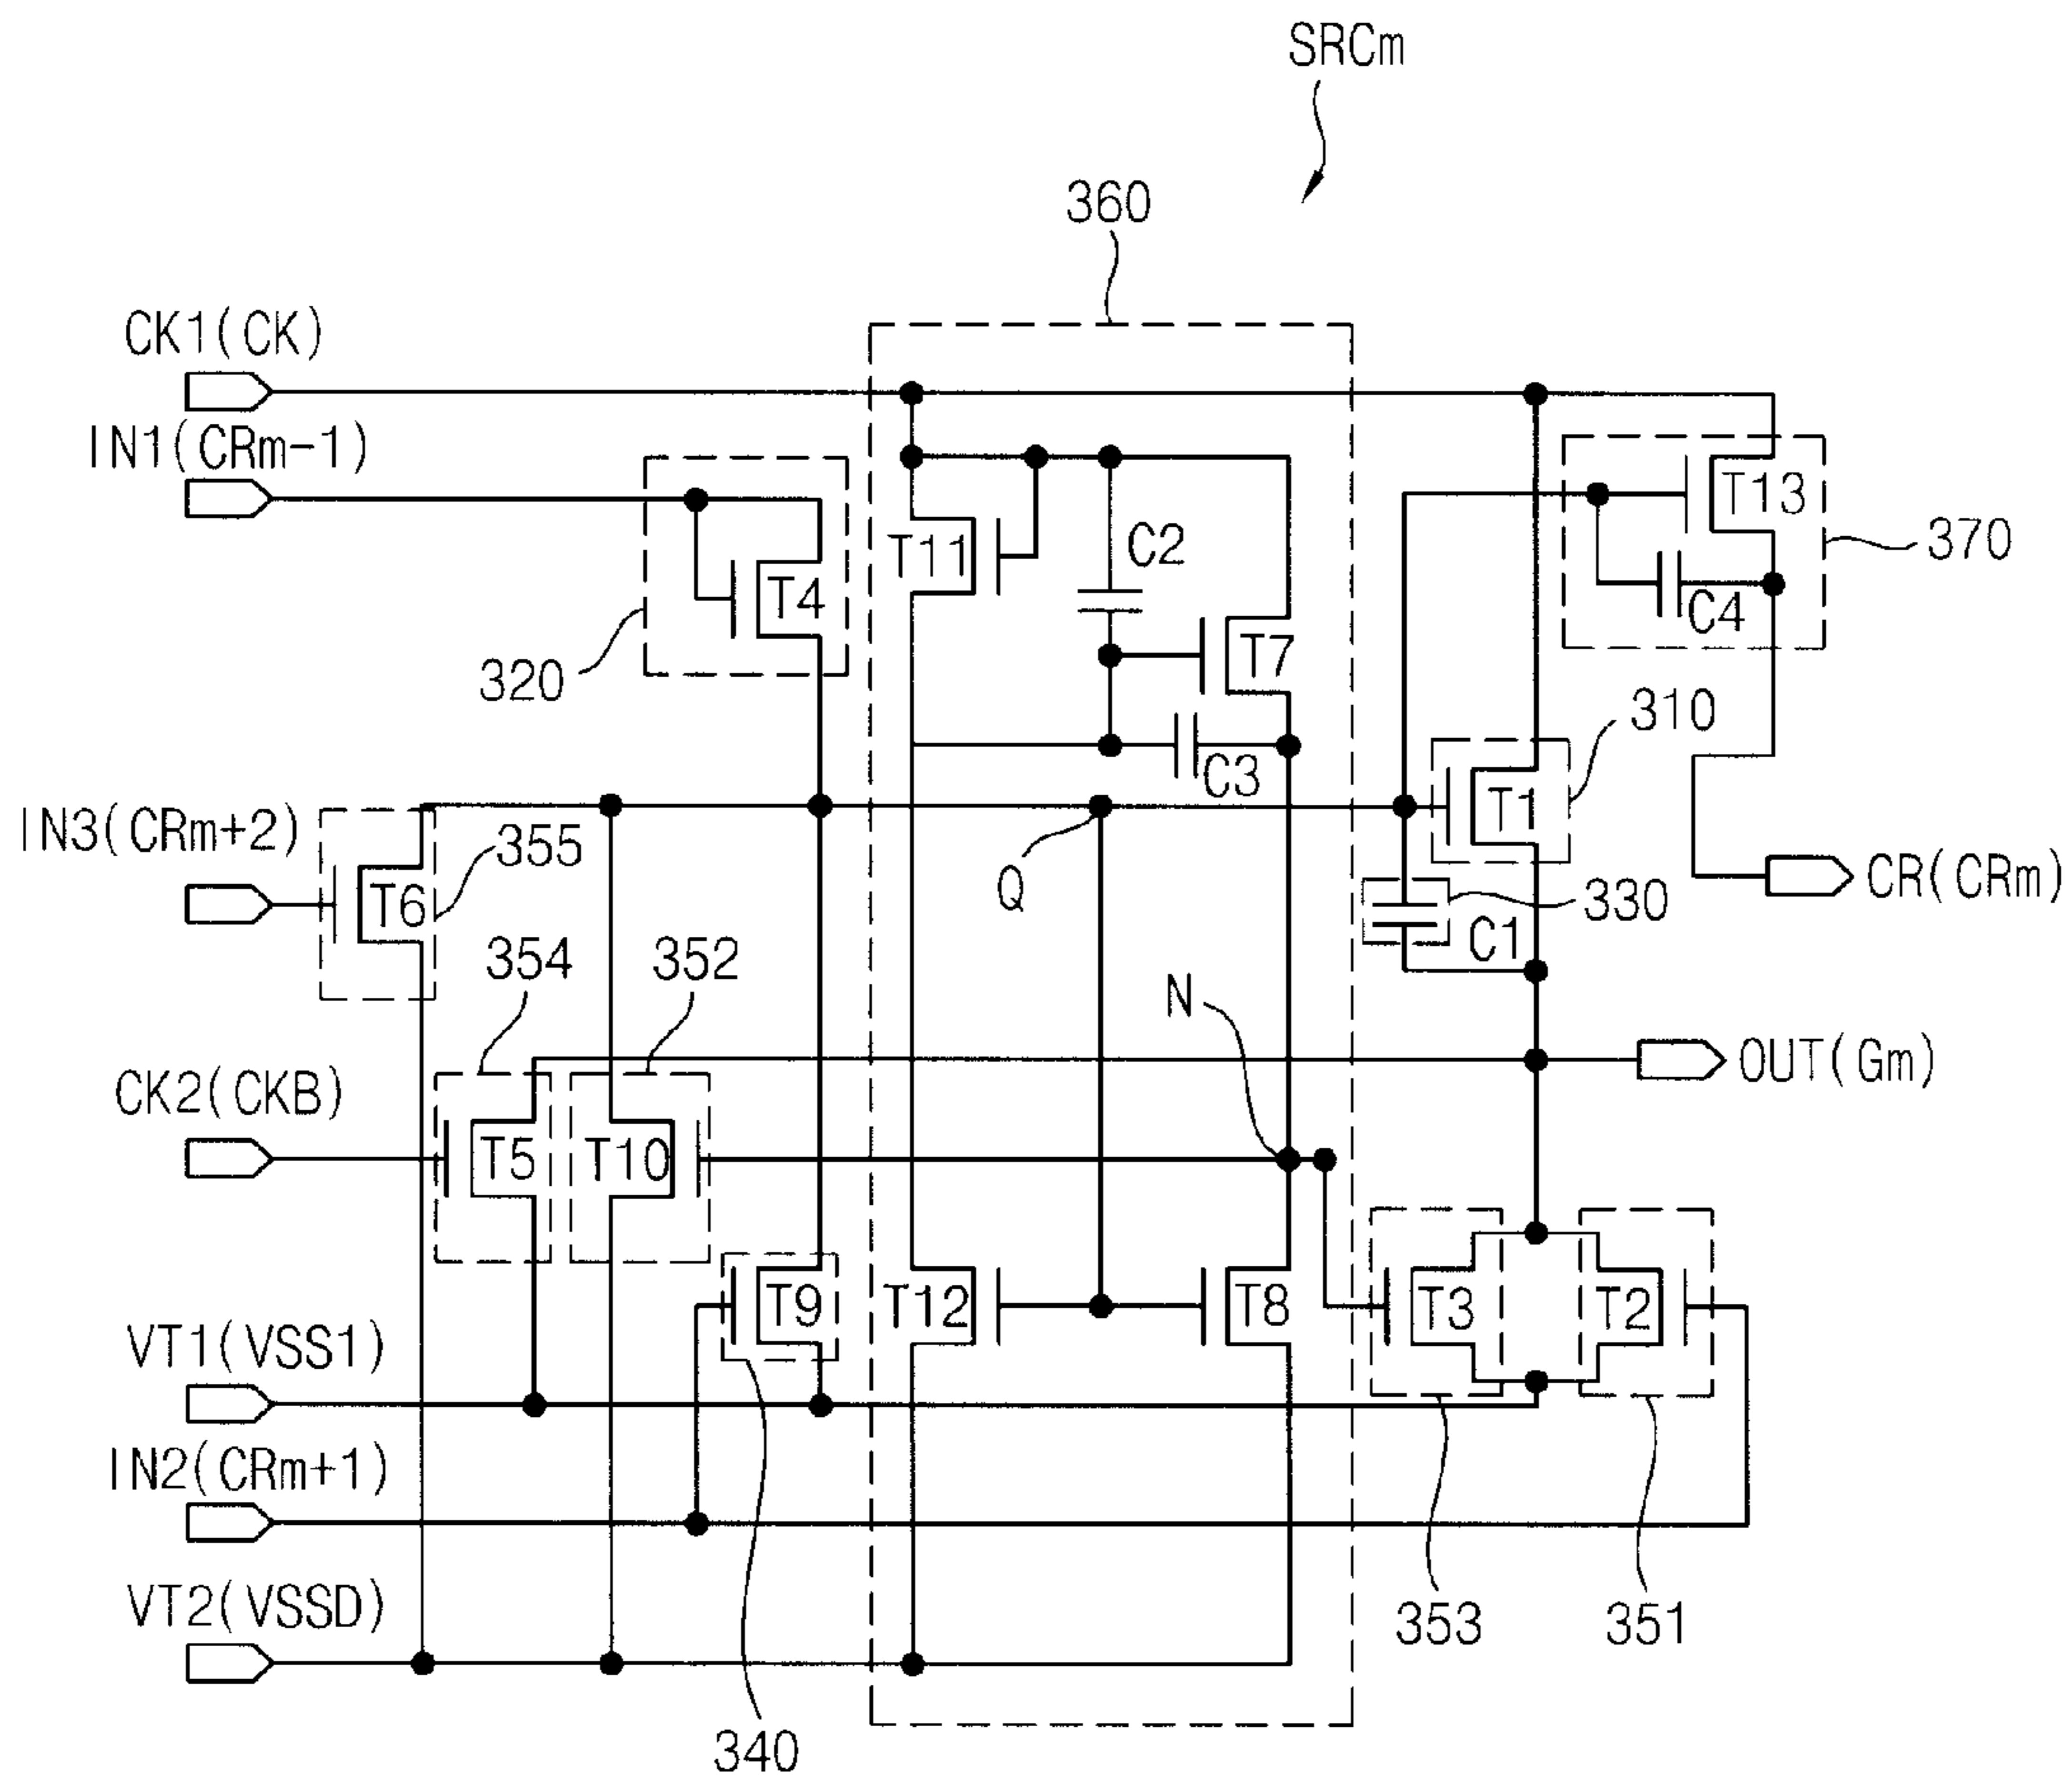 SRCm
360
CK1(CK)
IN1(CRm-1)
T11
C2
T13
370
T4
C4
320
T7
310
C3
T1
IN3(CRm+2)
355
Q
CR(CRm)
T6
330
354
352
C1
N
OUT(Gm)
CK2(CKB)
T5
T10
T9
T12
T8
T3
T2
VT1(VSS1)
IN2(CRm+1)
VT2(VSSD)
353
351
340